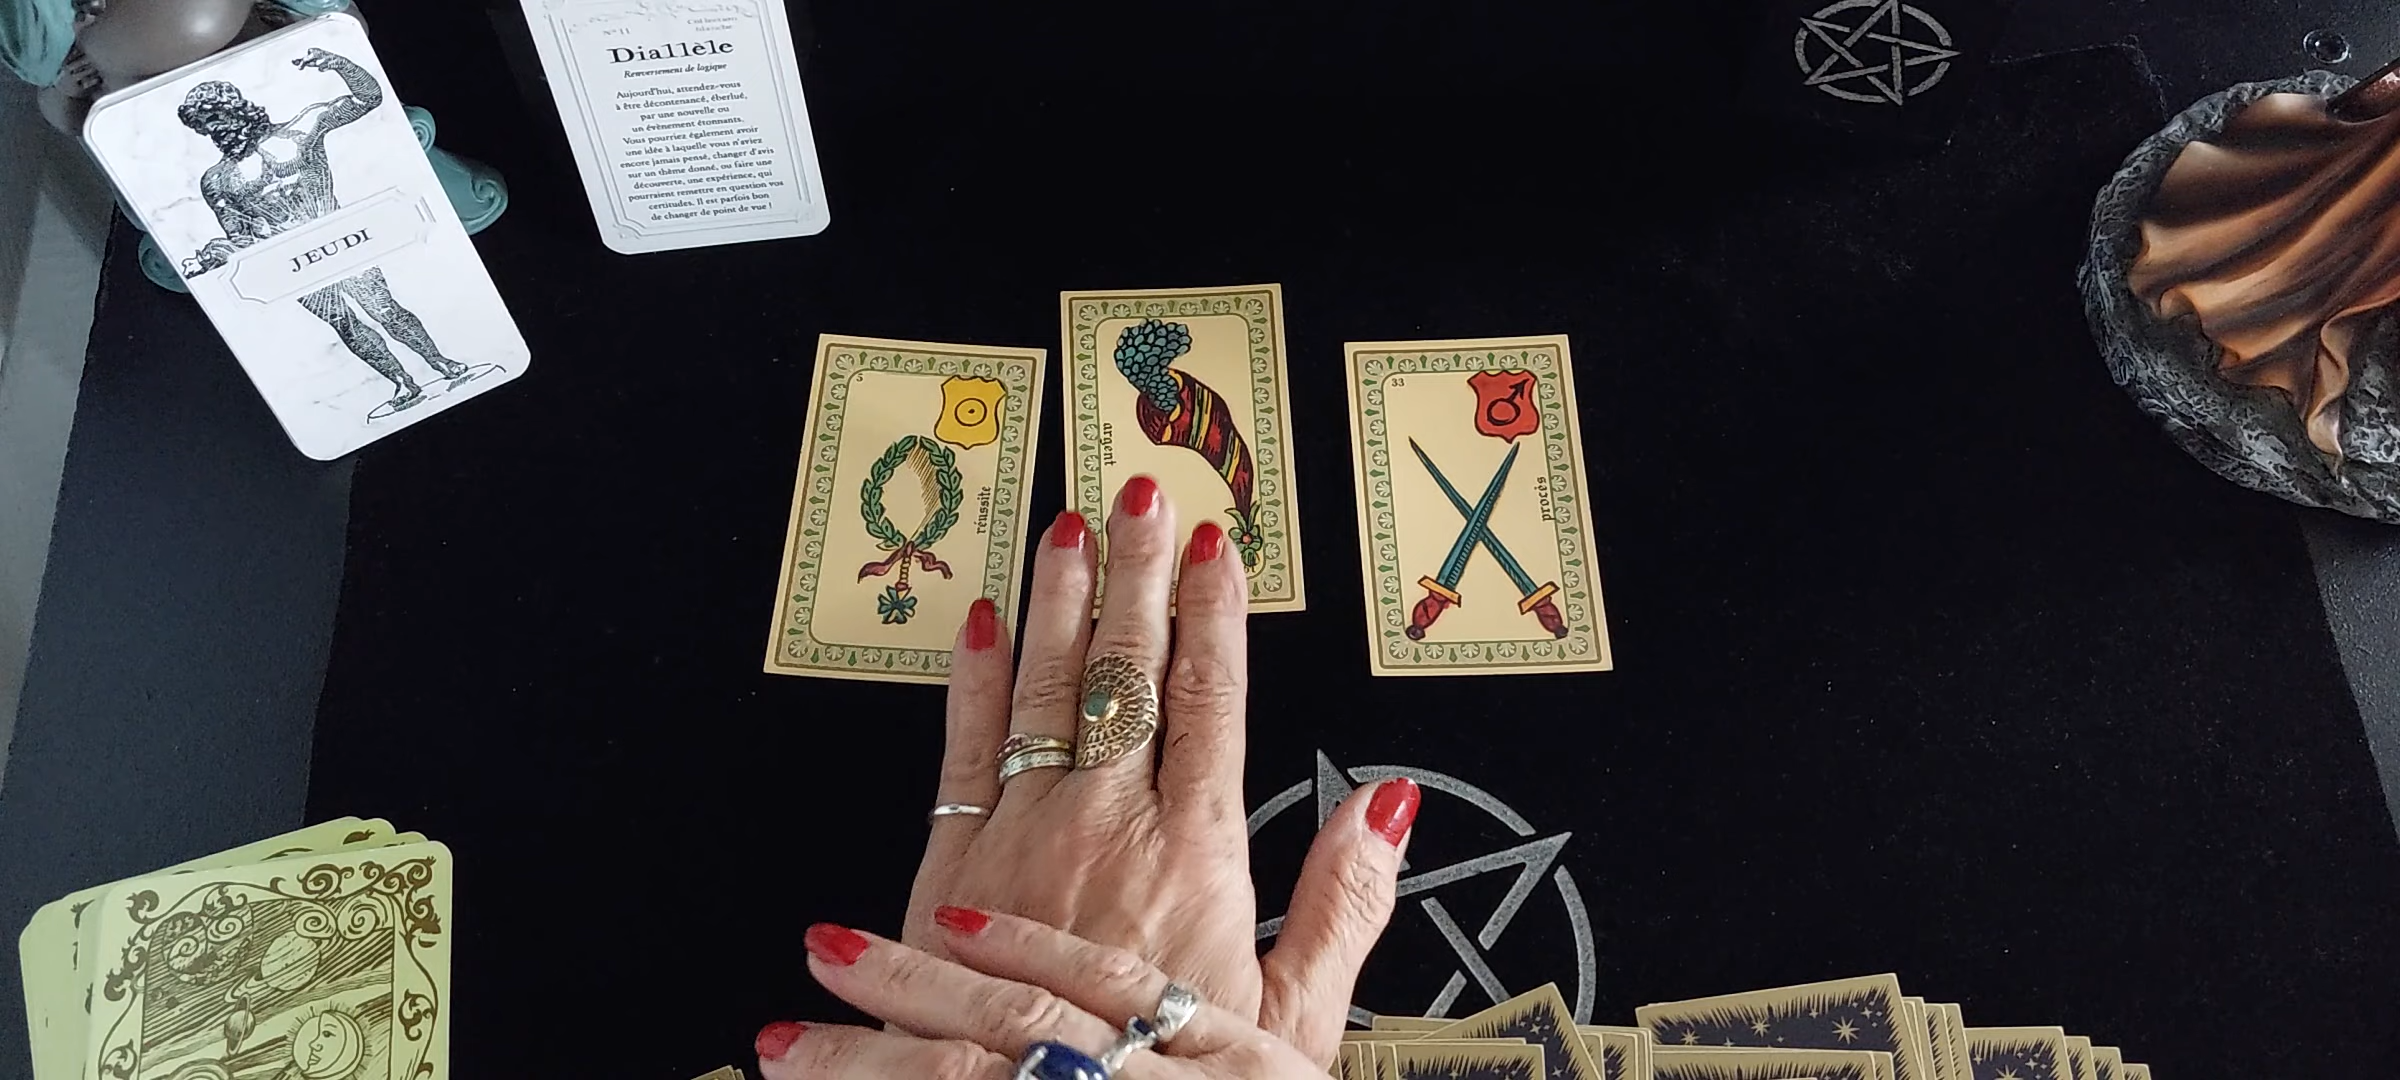 JEUDI
N° 11
Diallèle
Renversement de logique
Aujourd'hui, attendez-vous
à être décontenancé, éberlué,
par une nouvelle ou
un évènement étonnants.
Vous pourriez également avoir
une idée à laquelle vous n'aviez
encore jamais pensé, changer d'avis
sur un thème donné, ou faire une
découverte, une expérience, qui
pourraient remettre en question vos
certitudes. Il est parfois bon
de changer de point de vue !
5
réussite
argent
33
procès